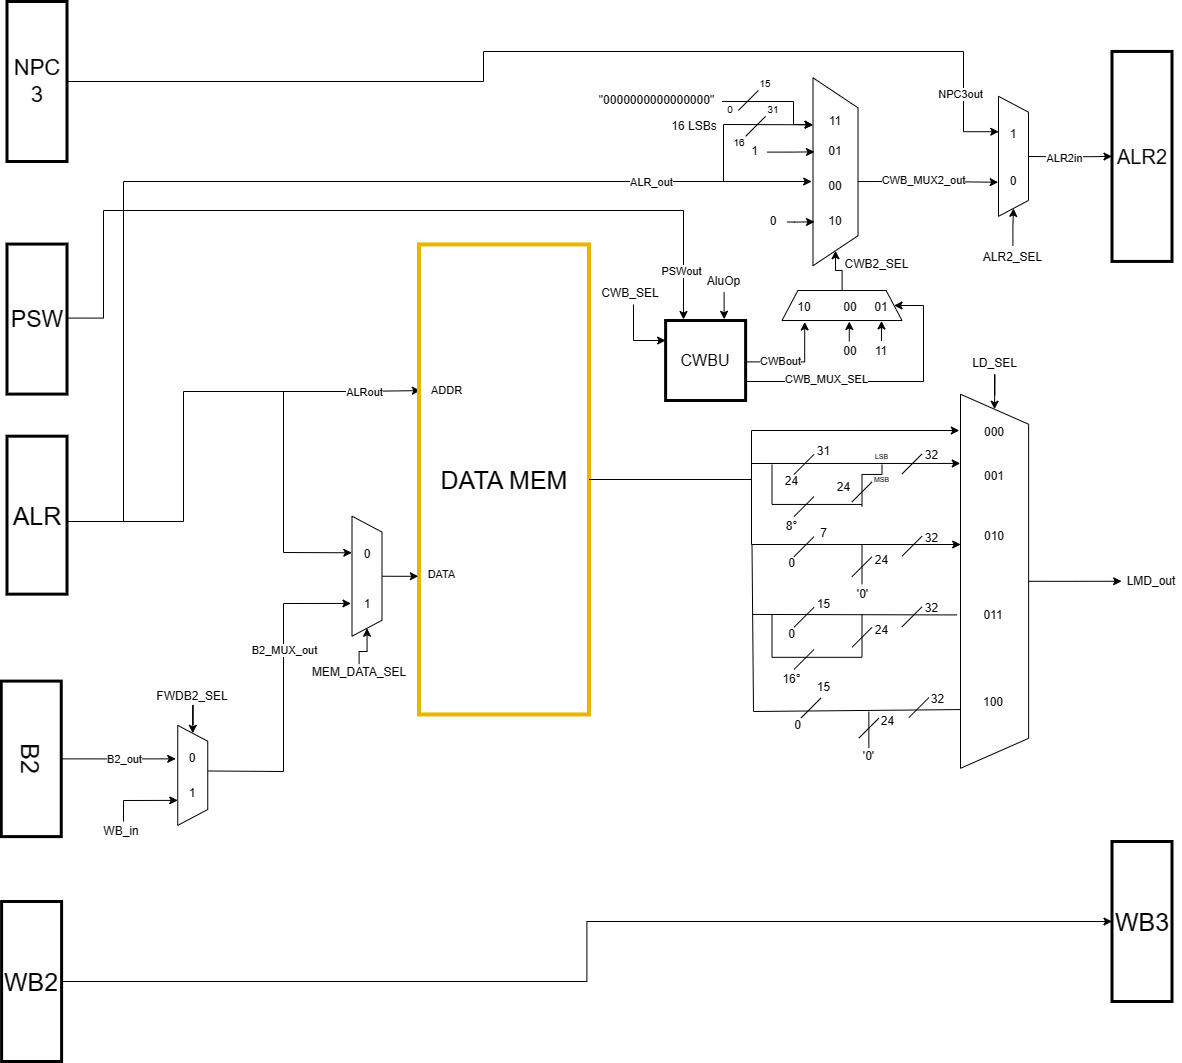 NPC
3
"0000000000000000"
15
0
31
16 LSBs
16
1
11
01
00
10
0
ALR_out
NPC3out
1
0
CWB_MUX2_out
ALR2in
ALR2
ALR2_SEL
CWB2_SEL
PSW
PSWout
AluOp
CWB_SEL
CWBU
10
00
01
00
11
CWBout
CWB_MUX_SEL
ALR
ALRout
ADDR
DATA MEM
DATA
0
1
MEM_DATA_SEL
B2_MUX_out
LD_SEL
000
31
24
LSB
MSB
24
32
8°
001
7
0
24
'0'
32
010
15
0
24
32
16°
011
15
0
24
'0'
32
100
LMD_out
B2
FWDB2_SEL
B2_out
0
1
WB_in
WB3
WB2